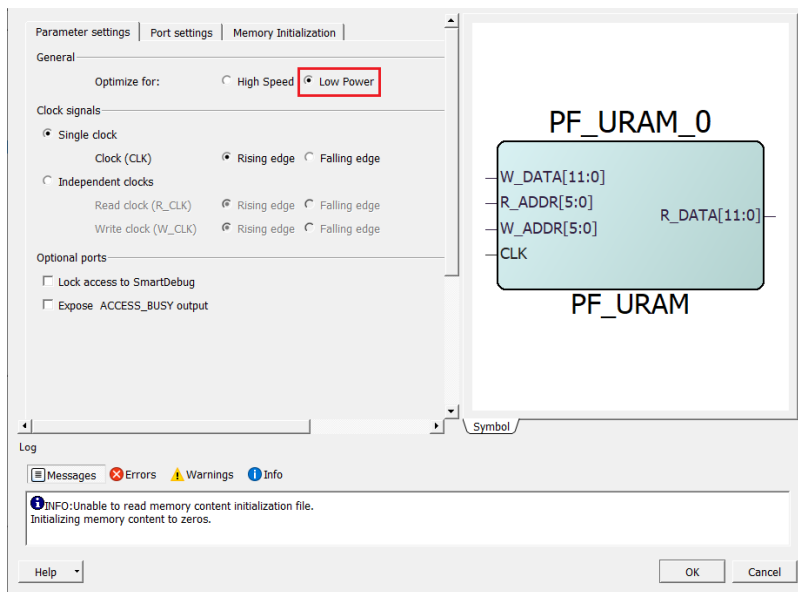 Parameter settings Port settings Memory Initialization
General
Optimize for: High Speed Low Power
Clock signals
Single clock
Clock (CLK) Rising edge Falling edge
Independent clocks
Read clock (R_CLK) Rising edge Falling edge
Write clock (W_CLK) Rising edge Falling edge
Optional ports
Lock access to SmartDebug
Expose ACCESS_BUSY output
PF_URAM_0
W_DATA[11:0]
R_ADDR[5:0]
R_DATA[11:0]
W_ADDR[5:0]
CLK
PF_URAM
Symbol
Log
Messages Errors Warnings Info
INFO:Unable to read memory content initialization file.
Initializing memory content to zeros.
Help OK Cancel